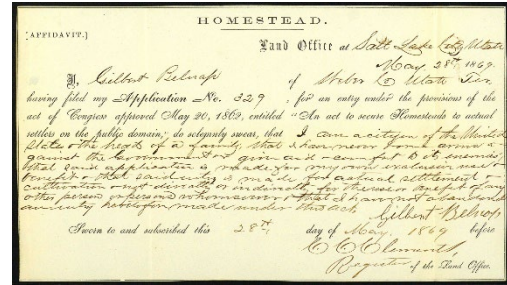 HOMESTEAD.
[AFFIDAVIT.]
Land Office at Salt Lake City Utah
May 28th, 1869.
I, Gilbert Belnap of Weber Co Utah Ter
having filed my Application No. 329, for an entry under the provisions of the
act of Congress approved May 20, 1862, entitled "An act to secure Homesteads to actual
settlers on the public domain," do solemnly swear, that I am a citizen of the United
States & the head of a family, that I have never borne arms a-
gainst the Government or given aid & comfort to its enemies,
that said application is made for my own exclusive use &
benefit & that said entry is made for actual settlement &
cultivation & not directly or indirectly for the use or benefit of any
other person or persons whomsoever & that I have not abandoned
an entry heretofore made under this act
Gilbert Belnap
Sworn to and subscribed this 28th day of May, 1869 before
C C Clements,
Register of the Land Office.